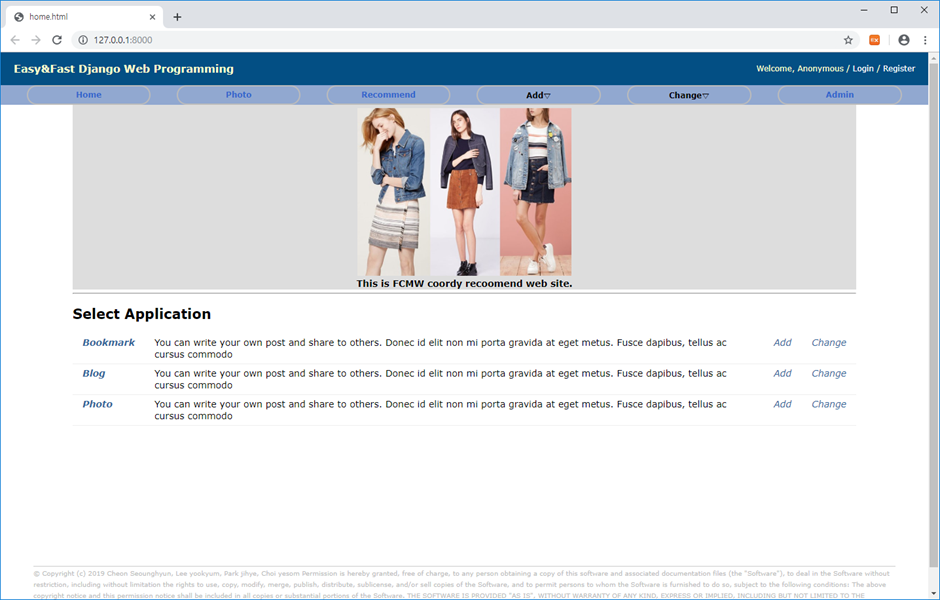 home.html
127.0.0.1:8000
Easy&Fast Django Web Programming
Welcome, Anonymous / Login / Register
Home Photo Recommend Add▽ Change▽ Admin
This is FCMW coordy recoomend web site.
Select Application
Bookmark You can write your own post and share to others. Donec id elit non mi porta gravida at eget metus. Fusce dapibus, tellus ac Add Change
cursus commodo
Blog You can write your own post and share to others. Donec id elit non mi porta gravida at eget metus. Fusce dapibus, tellus ac Add Change
cursus commodo
Photo You can write your own post and share to others. Donec id elit non mi porta gravida at eget metus. Fusce dapibus, tellus ac Add Change
cursus commodo
© Copyright (c) 2019 Cheon Seounghyun, Lee yookyum, Park jihye, Choi yesom Permission is hereby granted, free of charge, to any person obtaining a copy of this software and associated documentation files (the "Software"), to deal in the Software without
restriction, including without limitation the rights to use, copy, modify, merge, publish, distribute, sublicense, and/or sell copies of the Software, and to permit persons to whom the Software is furnished to do so, subject to the following conditions: The above
copyright notice and this permission notice shall be included in all copies or substantial portions of the Software. THE SOFTWARE IS PROVIDED "AS IS", WITHOUT WARRANTY OF ANY KIND, EXPRESS OR IMPLIED, INCLUDING BUT NOT LIMITED TO THE